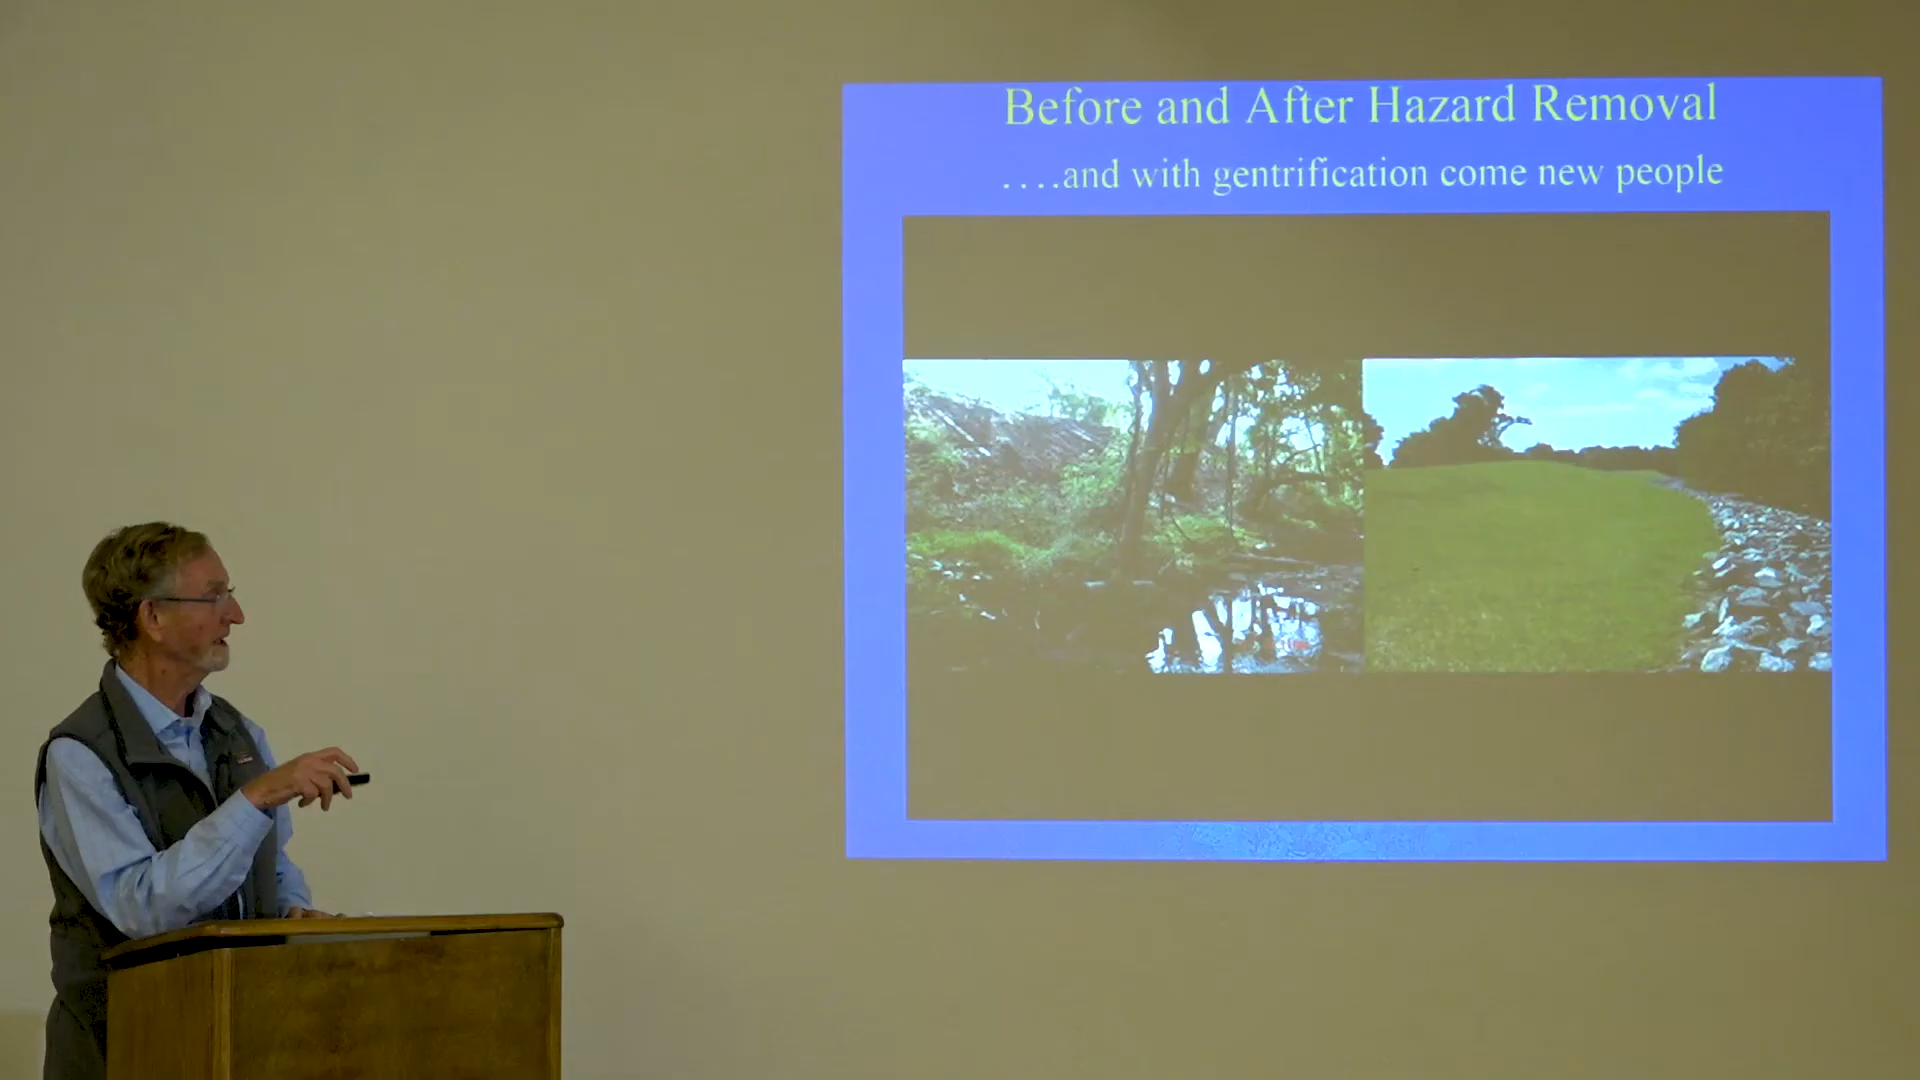 Before and After Hazard Removal
....and with gentrification come new people